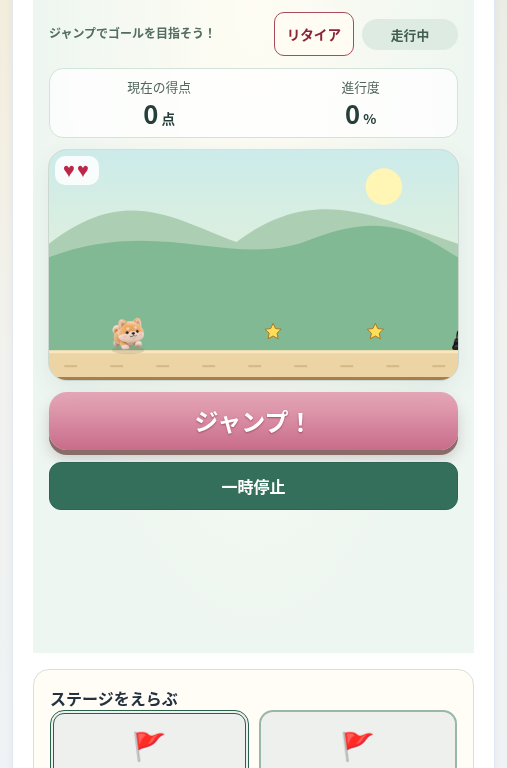 ジャンプでゴールを目指そう！
リタイア
走行中
現在の得点
進行度
0 点
0 %
ジャンプ！
一時停止
ステージをえらぶ